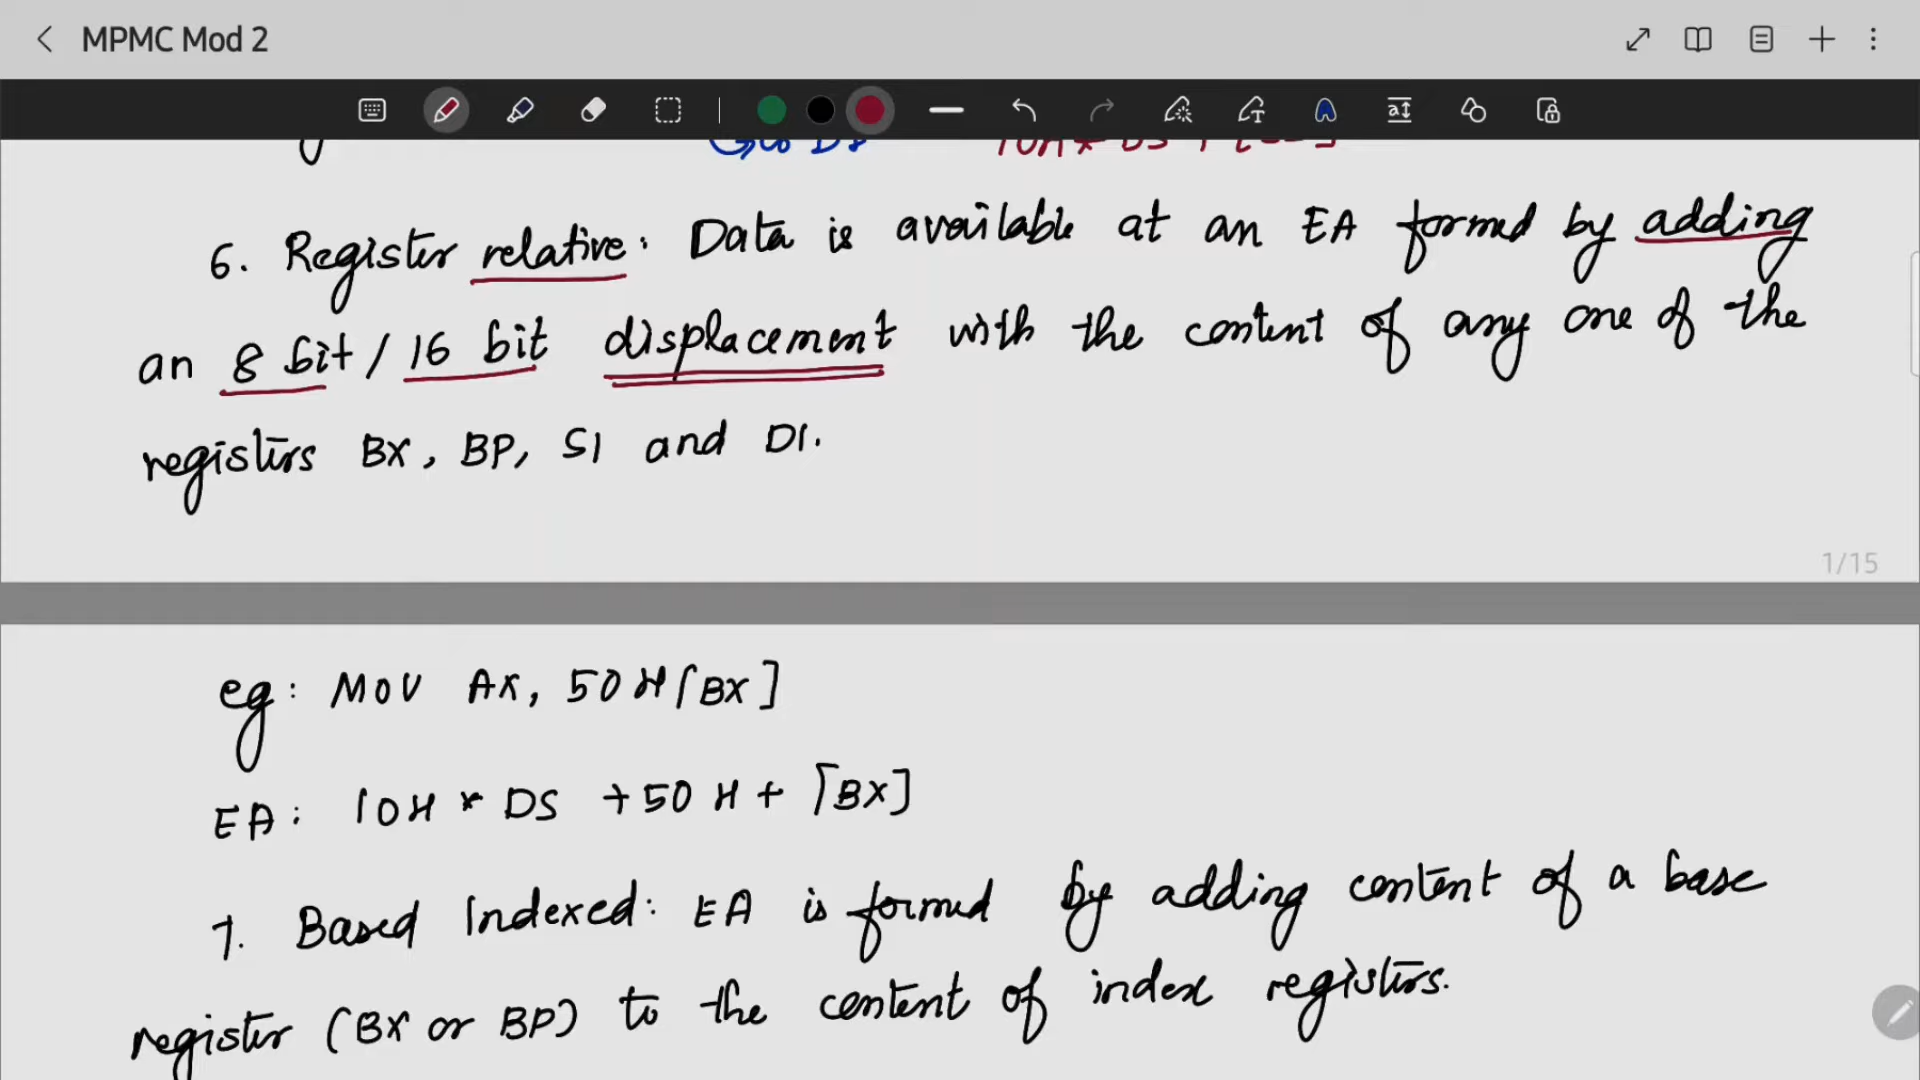 MPMC Mod 2
6. Register relative: Data is available at an EA formed by adding
an 8 bit / 16 bit displacement with the content of any one of the
registers BX, BP, SI and DI.
1/15
eg: MOV AX, 50H[BX]
EA: 10H * DS + 50H + [BX]
7. Based Indexed: EA is formed by adding content of a base
register (BX or BP) to the content of index registers.